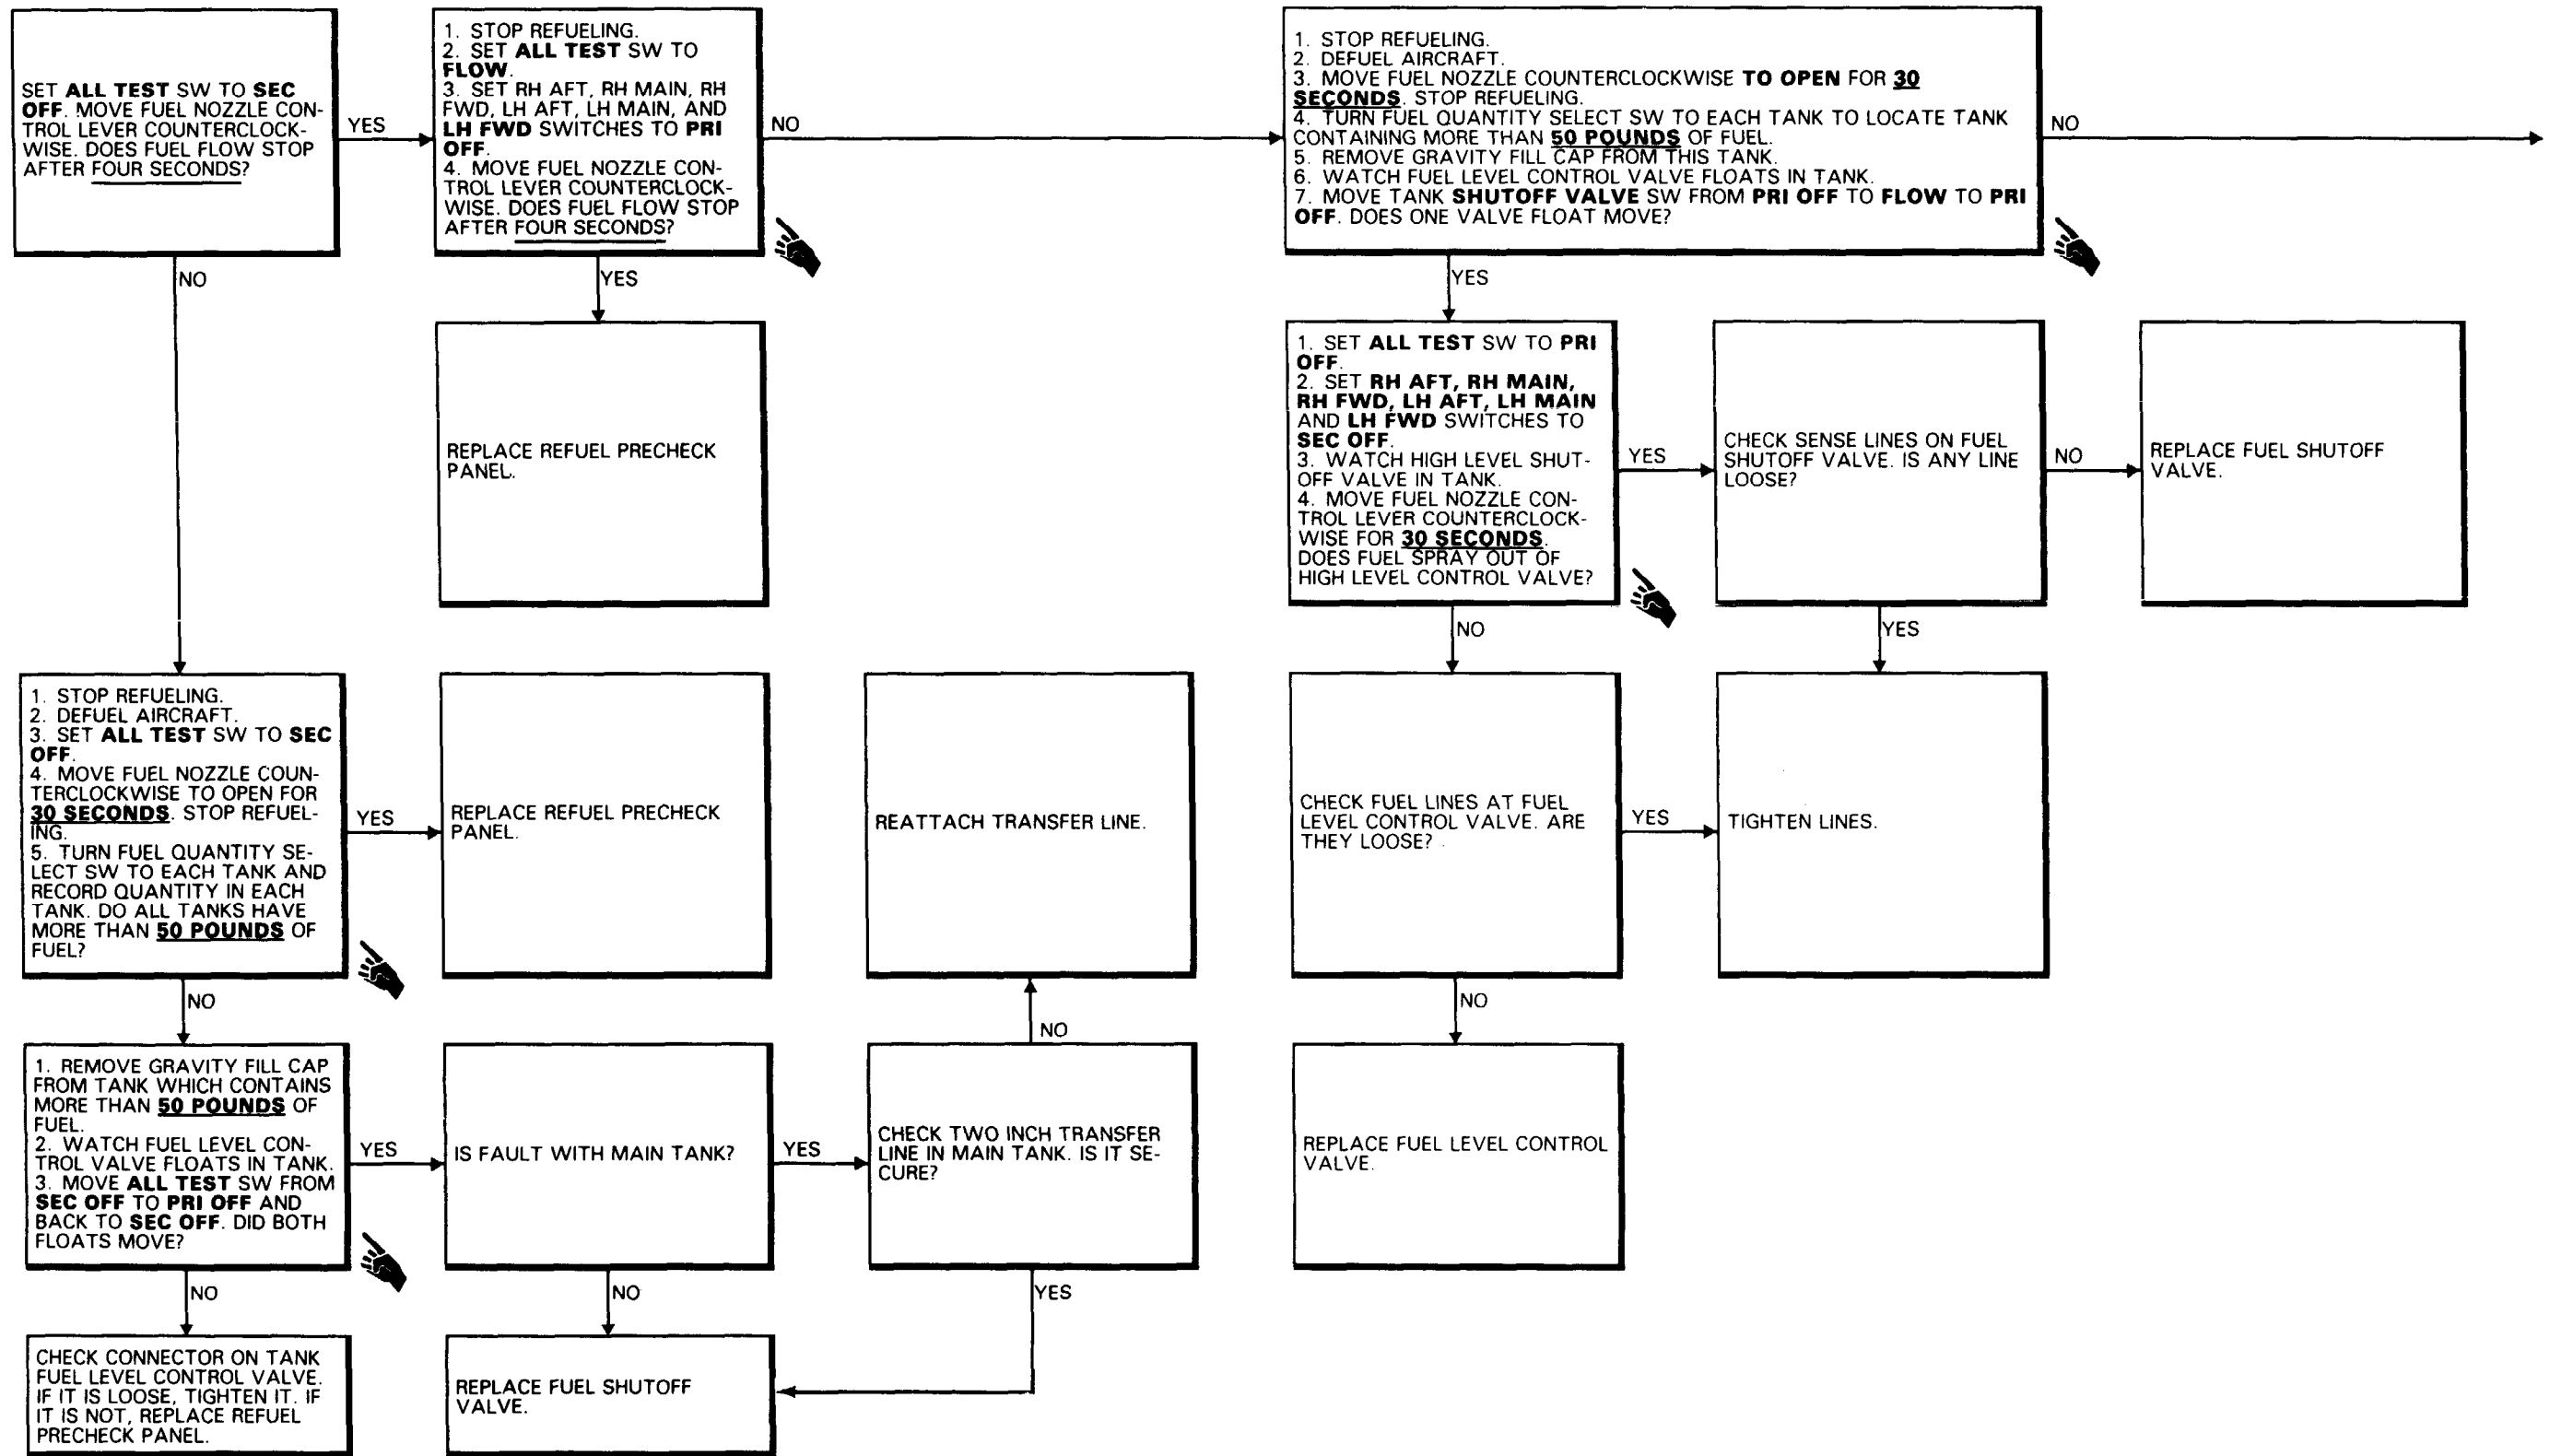 SET ALL TEST SW TO SEC
OFF. MOVE FUEL NOZZLE CON-
TROL LEVER COUNTERCLOCK-
WISE. DOES FUEL FLOW STOP
AFTER FOUR SECONDS?
YES
NO
1. STOP REFUELING.
2. SET ALL TEST SW TO
FLOW.
3. SET RH AFT, RH MAIN, RH
FWD, LH AFT, LH MAIN, AND
LH FWD SWITCHES TO PRI
OFF.
4. MOVE FUEL NOZZLE CON-
TROL LEVER COUNTERCLOCK-
WISE. DOES FUEL FLOW STOP
AFTER FOUR SECONDS?
NO
YES
1. STOP REFUELING.
2. DEFUEL AIRCRAFT.
3. MOVE FUEL NOZZLE COUNTERCLOCKWISE TO OPEN FOR 30
SECONDS. STOP REFUELING.
4. TURN FUEL QUANTITY SELECT SW TO EACH TANK TO LOCATE TANK
CONTAINING MORE THAN 50 POUNDS OF FUEL.
5. REMOVE GRAVITY FILL CAP FROM THIS TANK.
6. WATCH FUEL LEVEL CONTROL VALVE FLOATS IN TANK.
7. MOVE TANK SHUTOFF VALVE SW FROM PRI OFF TO FLOW TO PRI
OFF. DOES ONE VALVE FLOAT MOVE?
NO
YES
REPLACE REFUEL PRECHECK
PANEL.
1. SET ALL TEST SW TO PRI
OFF.
2. SET RH AFT, RH MAIN,
RH FWD, LH AFT, LH MAIN
AND LH FWD SWITCHES TO
SEC OFF.
3. WATCH HIGH LEVEL SHUT-
OFF VALVE IN TANK.
4. MOVE FUEL NOZZLE CON-
TROL LEVER COUNTERCLOCK-
WISE FOR 30 SECONDS.
DOES FUEL SPRAY OUT OF
HIGH LEVEL CONTROL VALVE?
YES
NO
CHECK SENSE LINES ON FUEL
SHUTOFF VALVE. IS ANY LINE
LOOSE?
NO
YES
REPLACE FUEL SHUTOFF
VALVE.
1. STOP REFUELING.
2. DEFUEL AIRCRAFT.
3. SET ALL TEST SW TO SEC
OFF.
4. MOVE FUEL NOZZLE COUN-
TERCLOCKWISE TO OPEN FOR
30 SECONDS. STOP REFUEL-
ING.
5. TURN FUEL QUANTITY SE-
LECT SW TO EACH TANK AND
RECORD QUANTITY IN EACH
TANK. DO ALL TANKS HAVE
MORE THAN 50 POUNDS OF
FUEL?
YES
NO
REPLACE REFUEL PRECHECK
PANEL.
REATTACH TRANSFER LINE.
NO
CHECK FUEL LINES AT FUEL
LEVEL CONTROL VALVE. ARE
THEY LOOSE?
YES
NO
TIGHTEN LINES.
1. REMOVE GRAVITY FILL CAP
FROM TANK WHICH CONTAINS
MORE THAN 50 POUNDS OF
FUEL.
2. WATCH FUEL LEVEL CON-
TROL VALVE FLOATS IN TANK.
3. MOVE ALL TEST SW FROM
SEC OFF TO PRI OFF AND
BACK TO SEC OFF. DID BOTH
FLOATS MOVE?
YES
NO
IS FAULT WITH MAIN TANK?
YES
NO
CHECK TWO INCH TRANSFER
LINE IN MAIN TANK. IS IT SE-
CURE?
YES
REPLACE FUEL LEVEL CONTROL
VALVE.
CHECK CONNECTOR ON TANK
FUEL LEVEL CONTROL VALVE.
IF IT IS LOOSE, TIGHTEN IT. IF
IT IS NOT, REPLACE REFUEL
PRECHECK PANEL.
REPLACE FUEL SHUTOFF
VALVE.